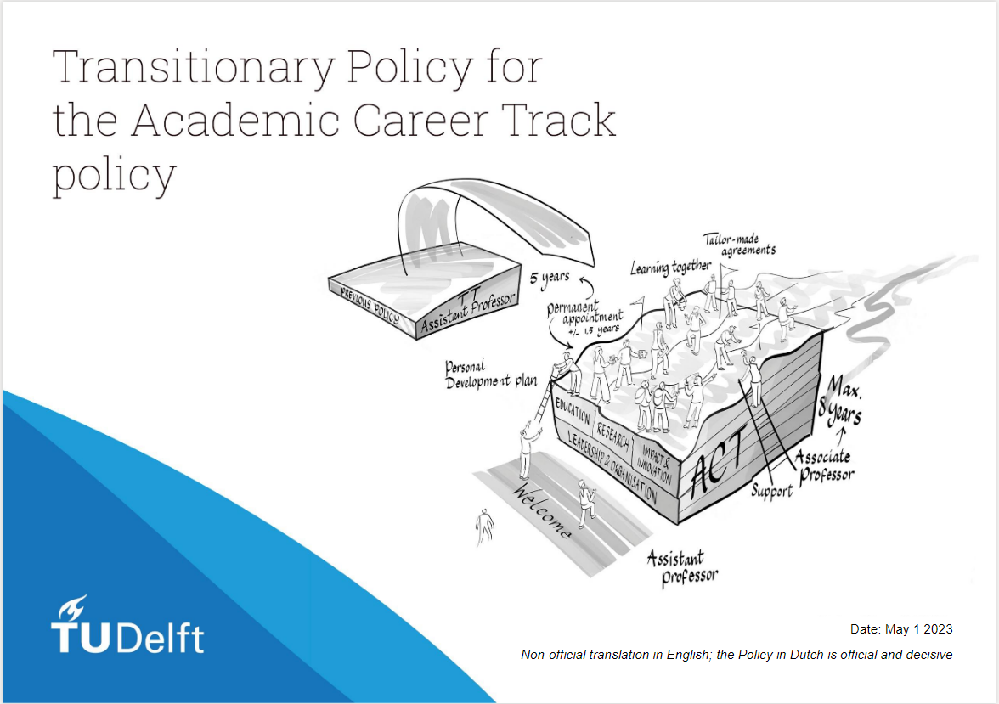 Transitionary Policy for
the Academic Career Track
policy
PREVIOUS POLICY
TT
Assistant Professor
5 years
permanent
appointment
+/- 1.5 years
Learning together
Tailor-made
agreements
Personal
Development plan
EDUCATION
RESEARCH
IMPACT &
INNOVATION
LEADERSHIP & ORGANISATION
ACT
Max.
8 years
Associate
Professor
Support
Welcome
Assistant
professor
TU Delft
Date: May 1 2023
Non-official translation in English; the Policy in Dutch is official and decisive